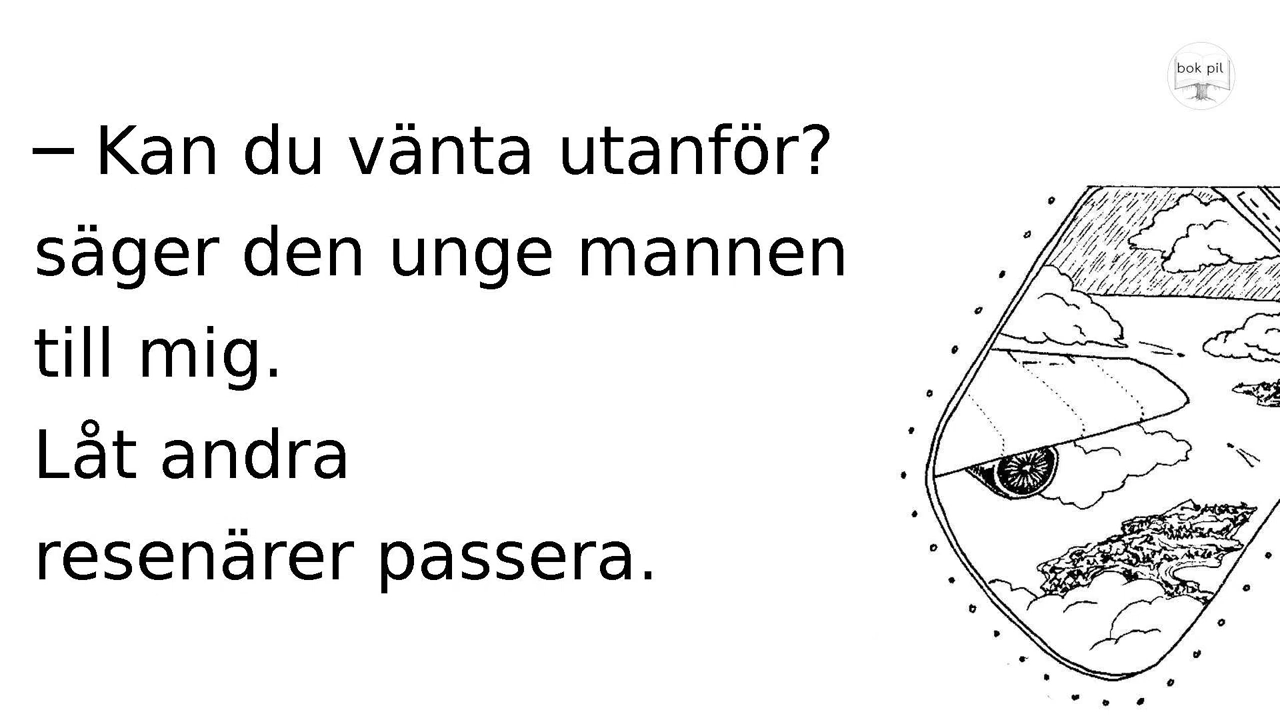 – Kan du vänta utanför?
säger den unge mannen
till mig.
Låt andra
resenärer passera.
bok pil